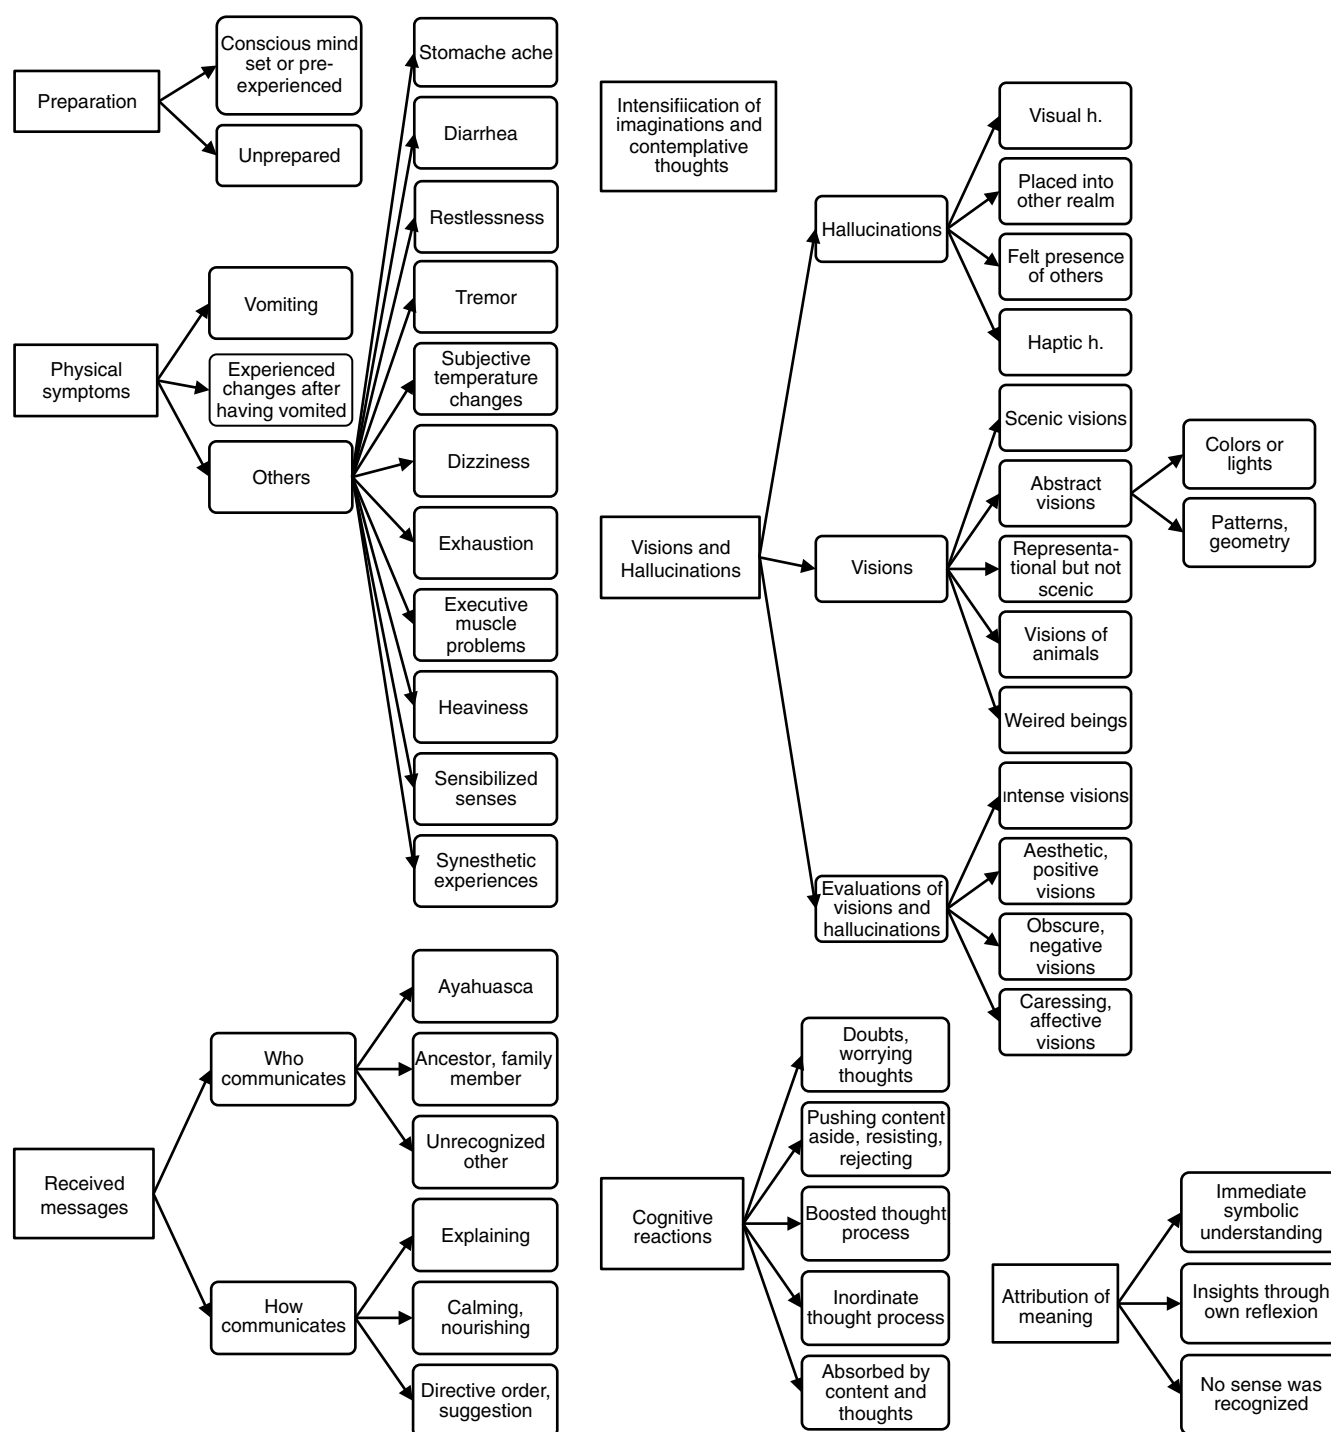 Preparation
Conscious mind
set or pre-
experienced
Unprepared
Physical
symptoms
Vomiting
Experienced
changes after
having vomited
Others
Stomache ache
Diarrhea
Restlessness
Tremor
Subjective
temperature
changes
Dizziness
Exhaustion
Executive
muscle
problems
Heaviness
Sensibilized
senses
Synesthetic
experiences
Received
messages
Who
communicates
Ayahuasca
Ancestor, family
member
Unrecognized
other
How
communicates
Explaining
Calming,
nourishing
Directive order,
suggestion
Intensifiication of
imaginations and
contemplative
thoughts
Visions and
Hallucinations
Hallucinations
Visual h.
Placed into
other realm
Felt presence
of others
Haptic h.
Visions
Scenic visions
Abstract
visions
Colors or
lights
Patterns,
geometry
Representa-
tional but not
scenic
Visions of
animals
Weired beings
Evaluations of
visions and
hallucinations
Intense visions
Aesthetic,
positive
visions
Obscure,
negative
visions
Caressing,
affective
visions
Cognitive
reactions
Doubts,
worrying
thoughts
Pushing content
aside, resisting,
rejecting
Boosted thought
process
Inordinate
thought process
Absorbed by
content and
thoughts
Attribution of
meaning
Immediate
symbolic
understanding
Insights through
own reflexion
No sense was
recognized